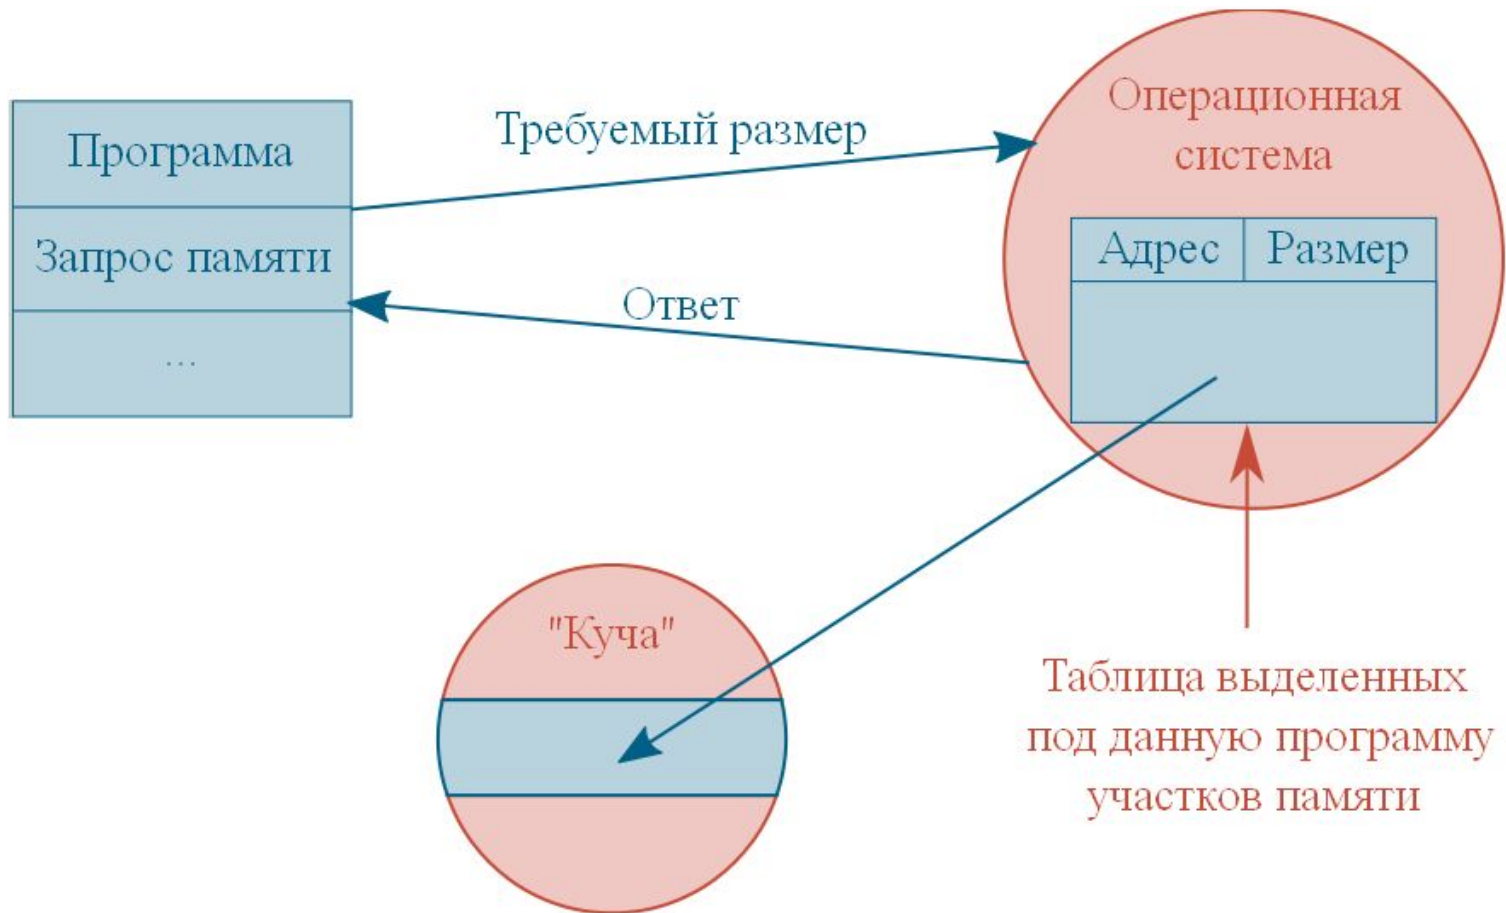 Программа
Запрос памяти
...
Требуемый размер
Ответ
Операционная
система
Адрес Размер
"Куча"
Таблица выделенных
под данную программу
участков памяти